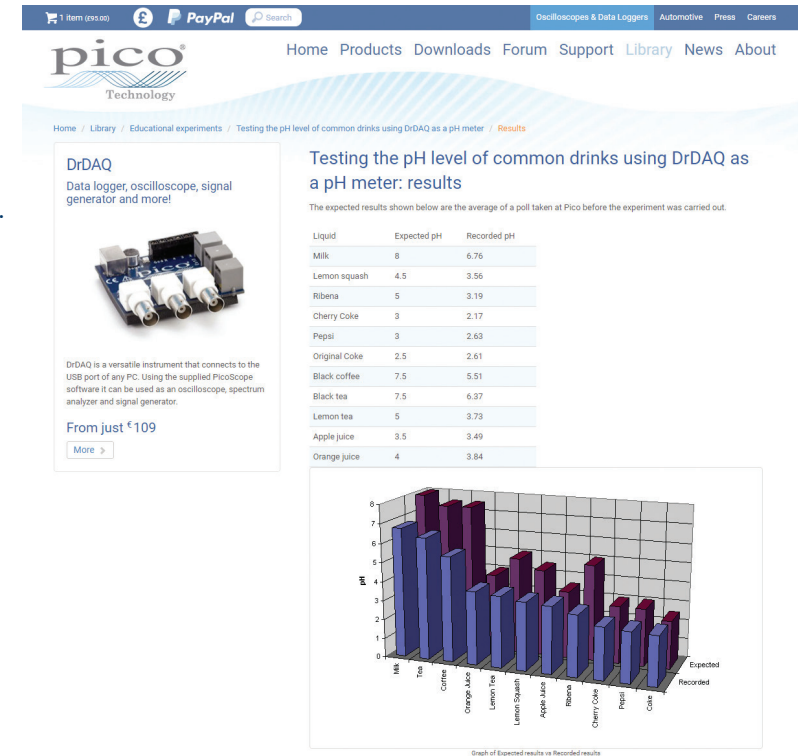 1 item (£95.00) £ PayPal Search Oscilloscopes & Data Loggers Automotive Press Careers
pico
Technology
Home Products Downloads Forum Support Library News About
Home / Library / Educational experiments / Testing the pH level of common drinks using DrDAQ as a pH meter / Results
DrDAQ
Data logger, oscilloscope, signal
generator and more!
pico
DrDAQ is a versatile instrument that connects to the
USB port of any PC. Using the supplied PicoScope
software it can be used as an oscilloscope, spectrum
analyzer and signal generator.
From just €109
More
Testing the pH level of common drinks using DrDAQ as
a pH meter: results
The expected results shown below are the average of a poll taken at Pico before the experiment was carried out.
Liquid Expected pH Recorded pH
Milk 8 6.76
Lemon squash 4.5 3.56
Ribena 5 3.19
Cherry Coke 3 2.17
Pepsi 3 2.63
Original Coke 2.5 2.61
Black coffee 7.5 5.51
Black tea 7.5 6.37
Lemon tea 5 3.73
Apple juice 3.5 3.49
Orange juice 4 3.84
8
7
6
5
4
3
2
1
0
pH
Milk
Tea
Coffee
Orange Juice
Lemon Tea
Lemon Squash
Apple Juice
Ribena
Cherry Coke
Pepsi
Coke
Expected
Recorded
Graph of Expected results vs Recorded results